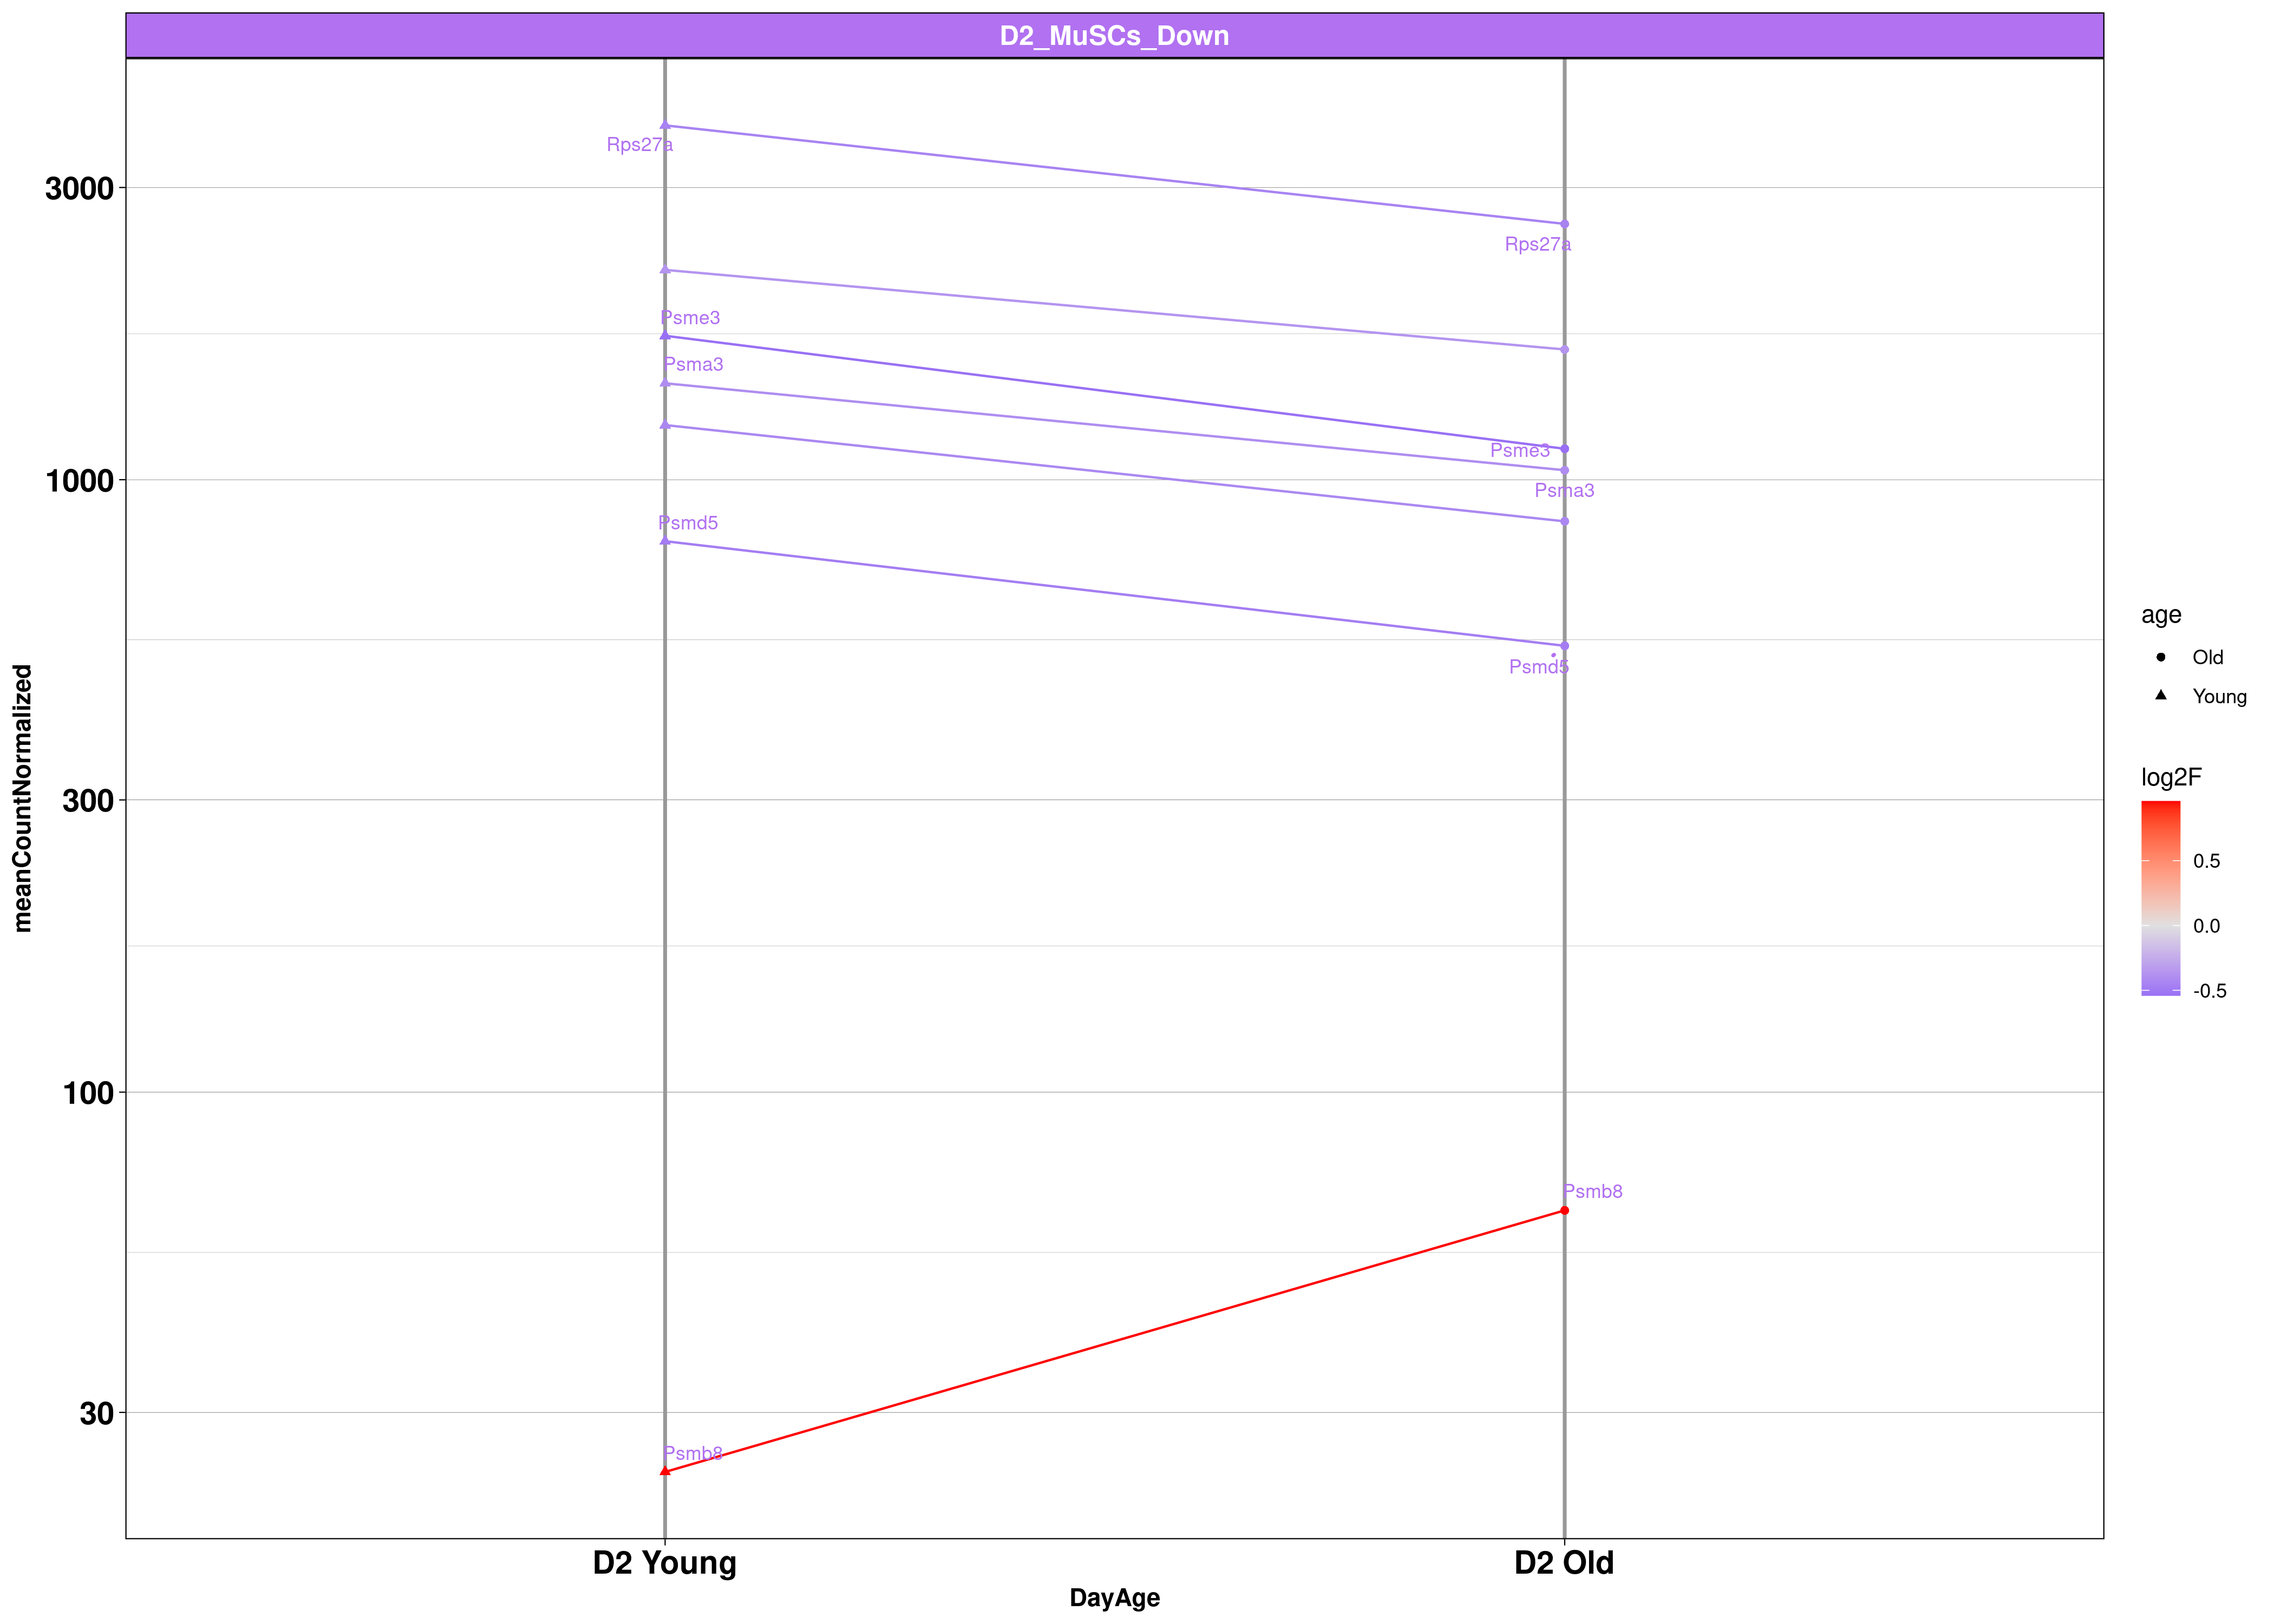 D2_MuSCs_Down
Rps27a
3000
Rps27a
Psme3
Psma3
Psme3
1000
Psma3
Psmd5
Psmd5
300
100
Psmb8
30
Psmb8
D2 Young
D2 Old
DayAge
meanCountNormalized
age
Old
Young
log2F
0.5
0.0
-0.5